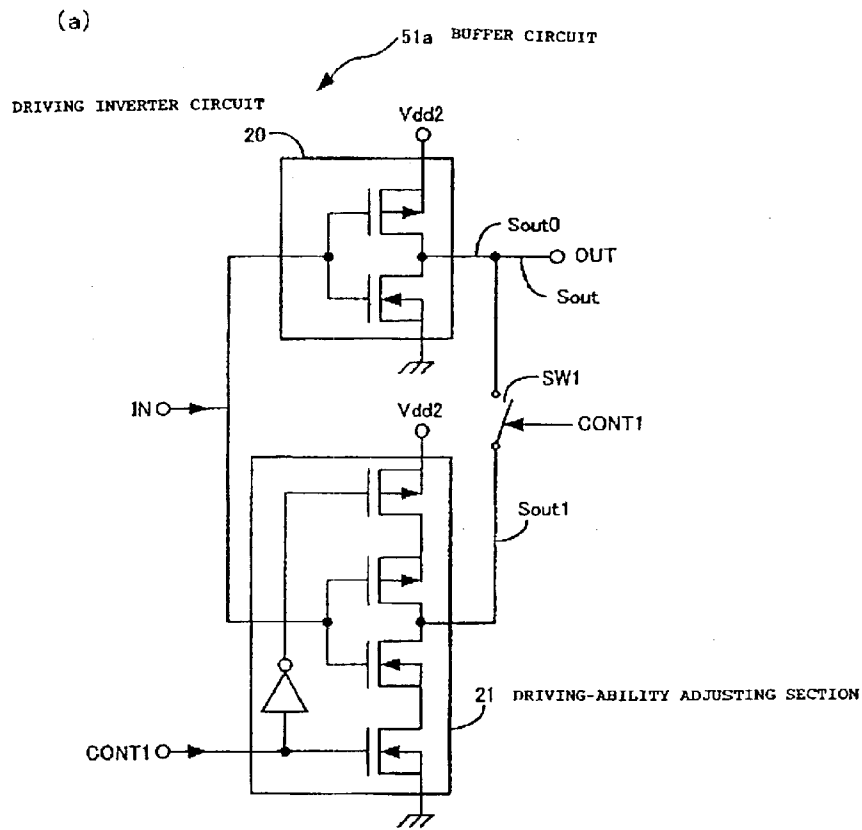 (a)
51a BUFFER CIRCUIT
DRIVING INVERTER CIRCUIT
20
Vdd2
Sout0
OUT
Sout
SW1
IN
Vdd2
CONT1
Sout1
21 DRIVING-ABILITY ADJUSTING SECTION
CONT1